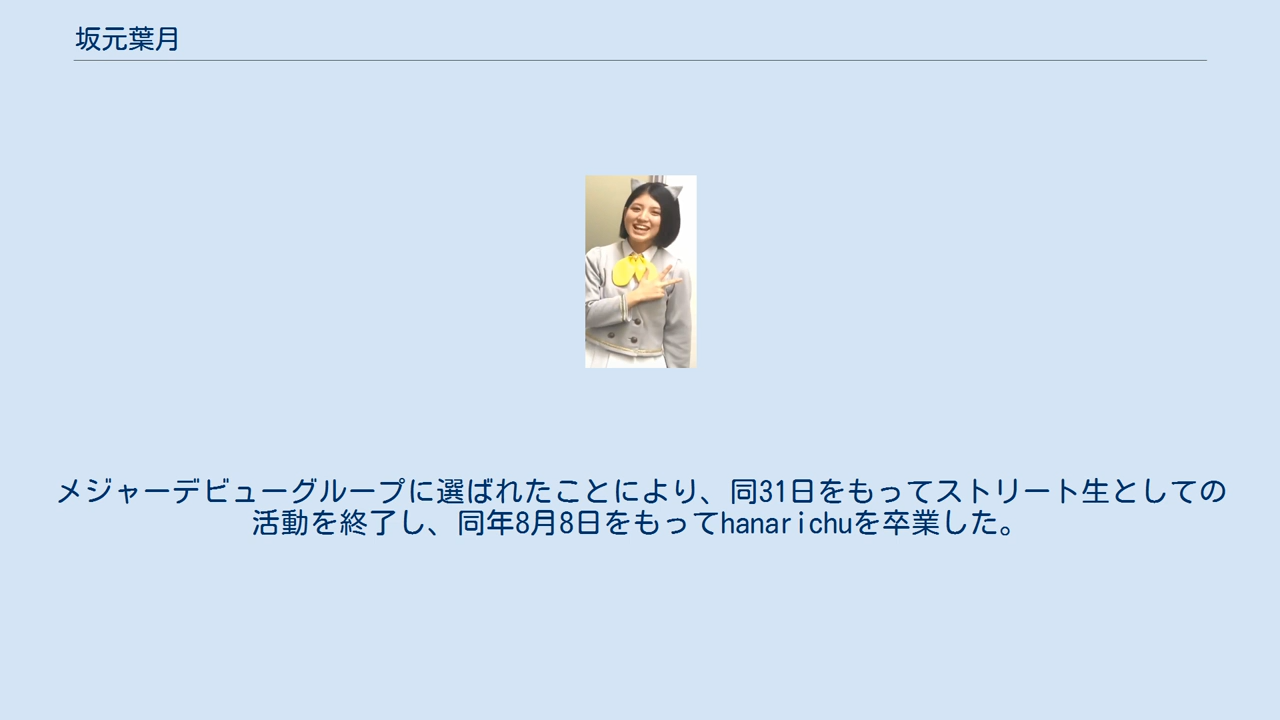 坂元葉月
メジャーデビューグループに選ばれたことにより、同31日をもってストリート生としての
活動を終了し、同年8月8日をもってhanarichuを卒業した。